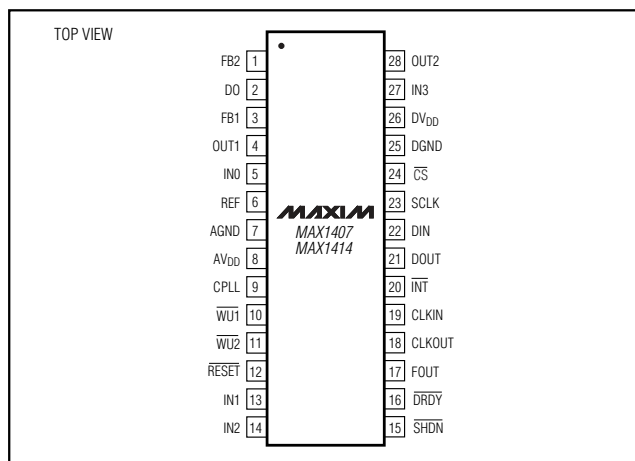 TOP VIEW
FB2 1
DO 2
FB1 3
OUT1 4
IN0 5
REF 6
AGND 7
AVDD 8
CPLL 9
WU1 10
WU2 11
RESET 12
IN1 13
IN2 14
MAXIM
MAX1407
MAX1414
28 OUT2
27 IN3
26 DVDD
25 DGND
24 CS
23 SCLK
22 DIN
21 DOUT
20 INT
19 CLKIN
18 CLKOUT
17 FOUT
16 DRDY
15 SHDN